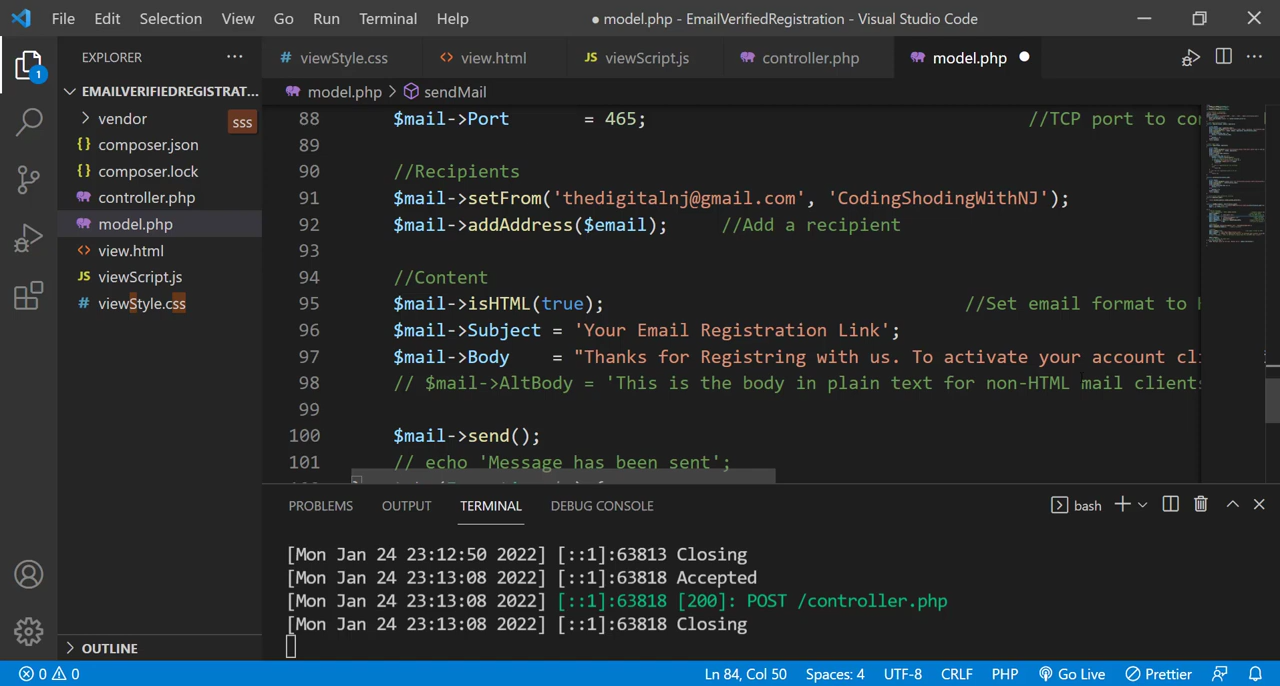 File Edit Selection View Go Run Terminal Help ● model.php - EmailVerifiedRegistration - Visual Studio Code
EXPLORER ··· # viewStyle.css <> view.html JS viewScript.js controller.php model.php ●
1
EMAILVERIFIEDREGISTRAT...
model.php > sendMail
> vendor
sss
{} composer.json
{} composer.lock
controller.php
model.php
<> view.html
JS viewScript.js
# viewStyle.css
88 $mail->Port = 465; //TCP port to con
89
90 //Recipients
91 $mail->setFrom('thedigitalnj@gmail.com', 'CodingShodingWithNJ');
92 $mail->addAddress($email); //Add a recipient
93
94 //Content
95 $mail->isHTML(true); //Set email format to
96 $mail->Subject = 'Your Email Registration Link';
97 $mail->Body = "Thanks for Registring with us. To activate your account cl
98 // $mail->AltBody = 'This is the body in plain text for non-HTML mail clients
99
100 $mail->send();
101 // echo 'Message has been sent';
PROBLEMS OUTPUT TERMINAL DEBUG CONSOLE bash
[Mon Jan 24 23:12:50 2022] [::1]:63813 Closing
[Mon Jan 24 23:13:08 2022] [::1]:63818 Accepted
[Mon Jan 24 23:13:08 2022] [::1]:63818 [200]: POST /controller.php
[Mon Jan 24 23:13:08 2022] [::1]:63818 Closing
> OUTLINE
0 0 Ln 84, Col 50 Spaces: 4 UTF-8 CRLF PHP Go Live Prettier